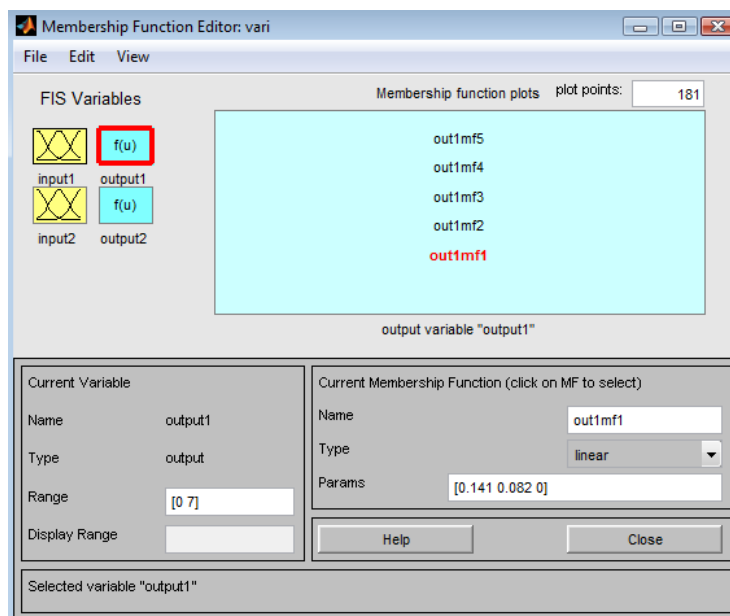 Membership Function Editor: vari
File Edit View
FIS Variables
Membership function plots plot points: 181
f(u)
input1 output1
f(u)
input2 output2
out1mf5
out1mf4
out1mf3
out1mf2
out1mf1
output variable "output1"
Current Variable
Name output1
Type output
Range [0 7]
Display Range
Current Membership Function (click on MF to select)
Name out1mf1
Type linear
Params [0.141 0.082 0]
Help Close
Selected variable "output1"